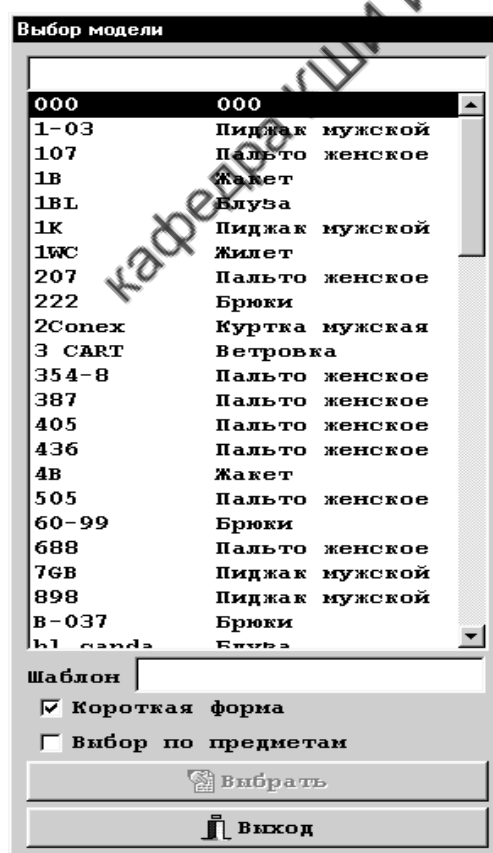 Выбор модели
000 000
1-03 Пиджак мужской
107 Пальто женское
1B Жакет
1BL Блуза
1K Пиджак мужской
1WC Жилет
207 Пальто женское
222 Брюки
2Conex Куртка мужская
3 CART Ветровка
354-8 Пальто женское
387 Пальто женское
405 Пальто женское
436 Пальто женское
4B Жакет
505 Пальто женское
60-99 Брюки
688 Пальто женское
7GB Пиджак мужской
898 Пиджак мужской
B-037 Брюки
Блуза
Шаблон
Короткая форма
Выбор по предметам
Выбрать
Выход
кафедра КШИ